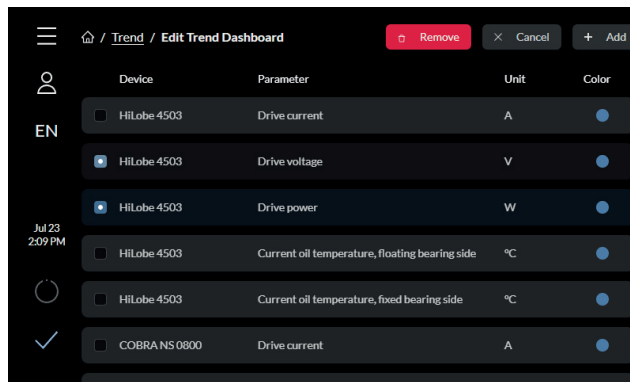 / Trend / Edit Trend Dashboard Remove Cancel + Add
Device Parameter Unit Color
HiLobe 4503 Drive current A
EN
HiLobe 4503 Drive voltage V
HiLobe 4503 Drive power W
Jul 23
2:09 PM
HiLobe 4503 Current oil temperature, floating bearing side °C
HiLobe 4503 Current oil temperature, fixed bearing side °C
COBRA NS 0800 Drive current A